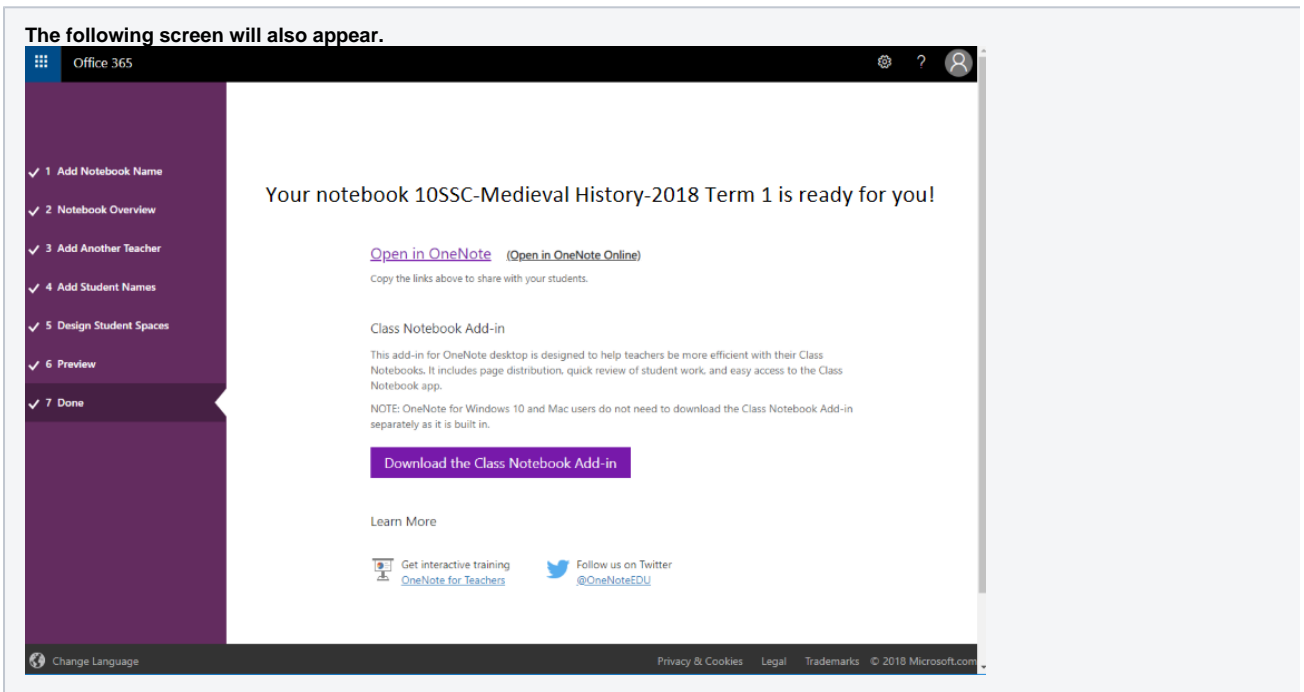 The following screen will also appear.
Office 365
?
✓ 1 Add Notebook Name
✓ 2 Notebook Overview
✓ 3 Add Another Teacher
✓ 4 Add Student Names
✓ 5 Design Student Spaces
✓ 6 Preview
✓ 7 Done
Your notebook 10SSC-Medieval History-2018 Term 1 is ready for you!
Open in OneNote (Open in OneNote Online)
Copy the links above to share with your students.
Class Notebook Add-in
This add-in for OneNote desktop is designed to help teachers be more efficient with their Class
Notebooks. It includes page distribution, quick review of student work, and easy access to the Class
Notebook app.
NOTE: OneNote for Windows 10 and Mac users do not need to download the Class Notebook Add-in
separately as it is built in.
Download the Class Notebook Add-in
Learn More
Get interactive training
OneNote for Teachers
Follow us on Twitter
@OneNoteEDU
Change Language
Privacy & Cookies Legal Trademarks © 2018 Microsoft.com